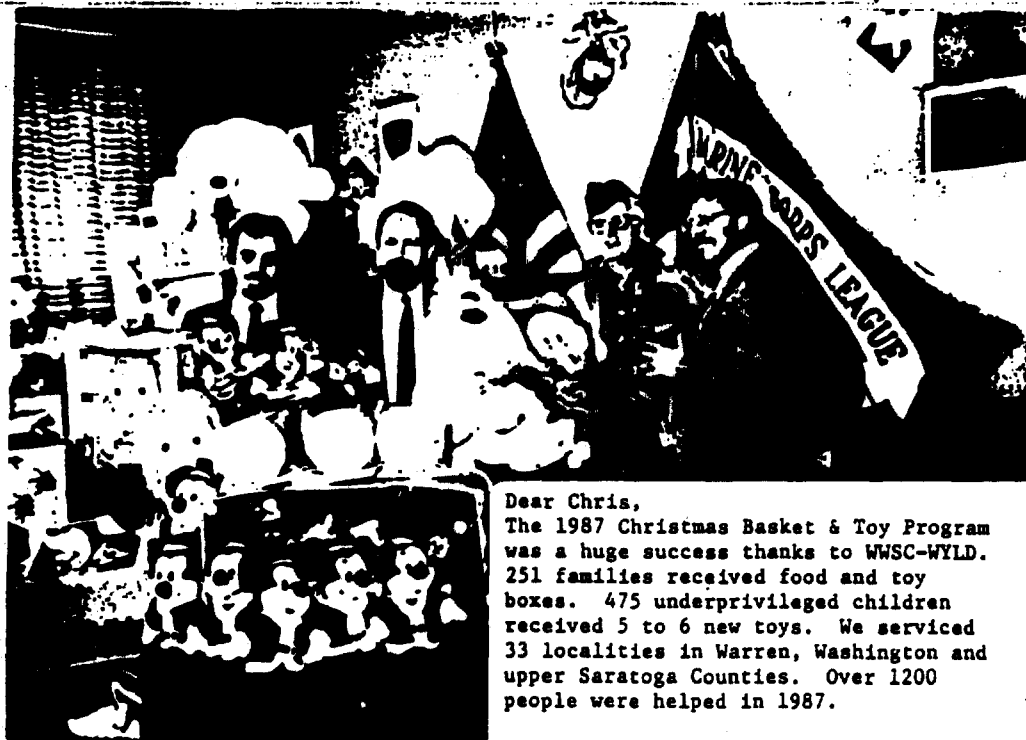 MARINE CORPS LEAGUE
Dear Chris,
The 1987 Christmas Basket & Toy Program
was a huge success thanks to WWSC-WYLD.
251 families received food and toy
boxes.  475 underprivileged children
received 5 to 6 new toys.  We serviced
33 localities in Warren, Washington and
upper Saratoga Counties.  Over 1200
people were helped in 1987.